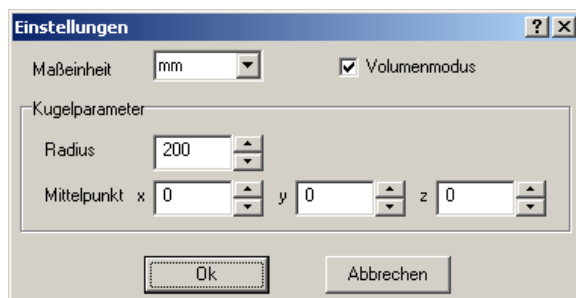 Einstellungen
Maßeinheit mm Volumenmodus
Kugelparameter
Radius 200
Mittelpunkt x 0 y 0 z 0
Ok Abbrechen